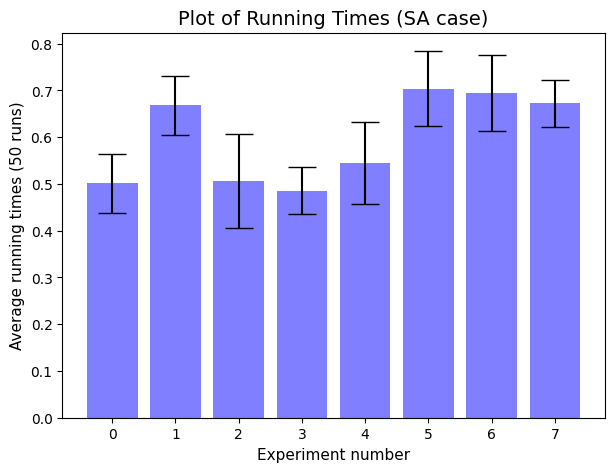 Plot of Running Times (SA case)
Average running times (50 runs)
0.8
0.7
0.6
0.5
0.4
0.3
0.2
0.1
0.0
0 1 2 3 4 5 6 7
Experiment number